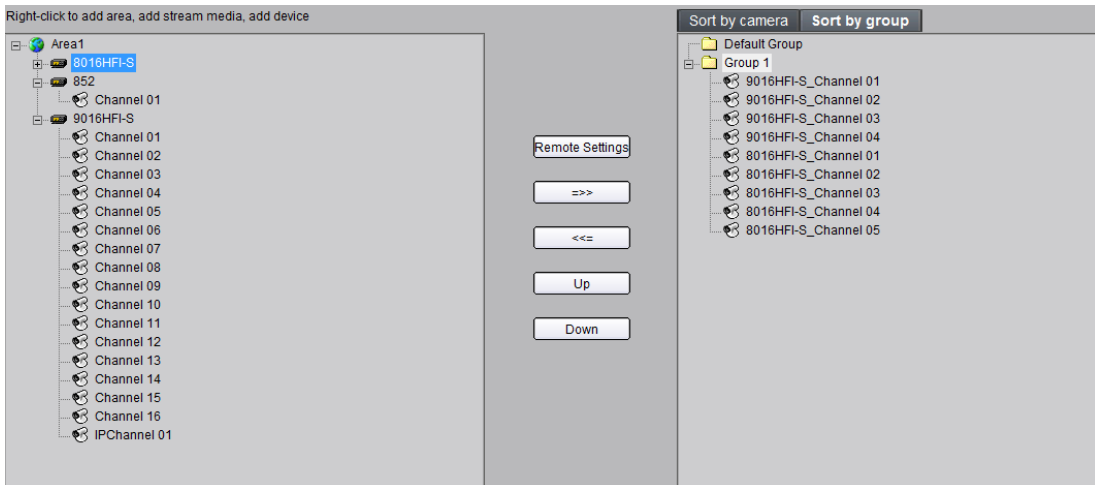 Right-click to add area, add stream media, add device
Area1
8016HFI-S
852
Channel 01
9016HFI-S
Channel 01
Channel 02
Channel 03
Channel 04
Channel 05
Channel 06
Channel 07
Channel 08
Channel 09
Channel 10
Channel 11
Channel 12
Channel 13
Channel 14
Channel 15
Channel 16
IPChannel 01
Remote Settings
=>>
<<=
Up
Down
Sort by camera Sort by group
Default Group
Group 1
9016HFI-S_Channel 01
9016HFI-S_Channel 02
9016HFI-S_Channel 03
9016HFI-S_Channel 04
8016HFI-S_Channel 01
8016HFI-S_Channel 02
8016HFI-S_Channel 03
8016HFI-S_Channel 04
8016HFI-S_Channel 05